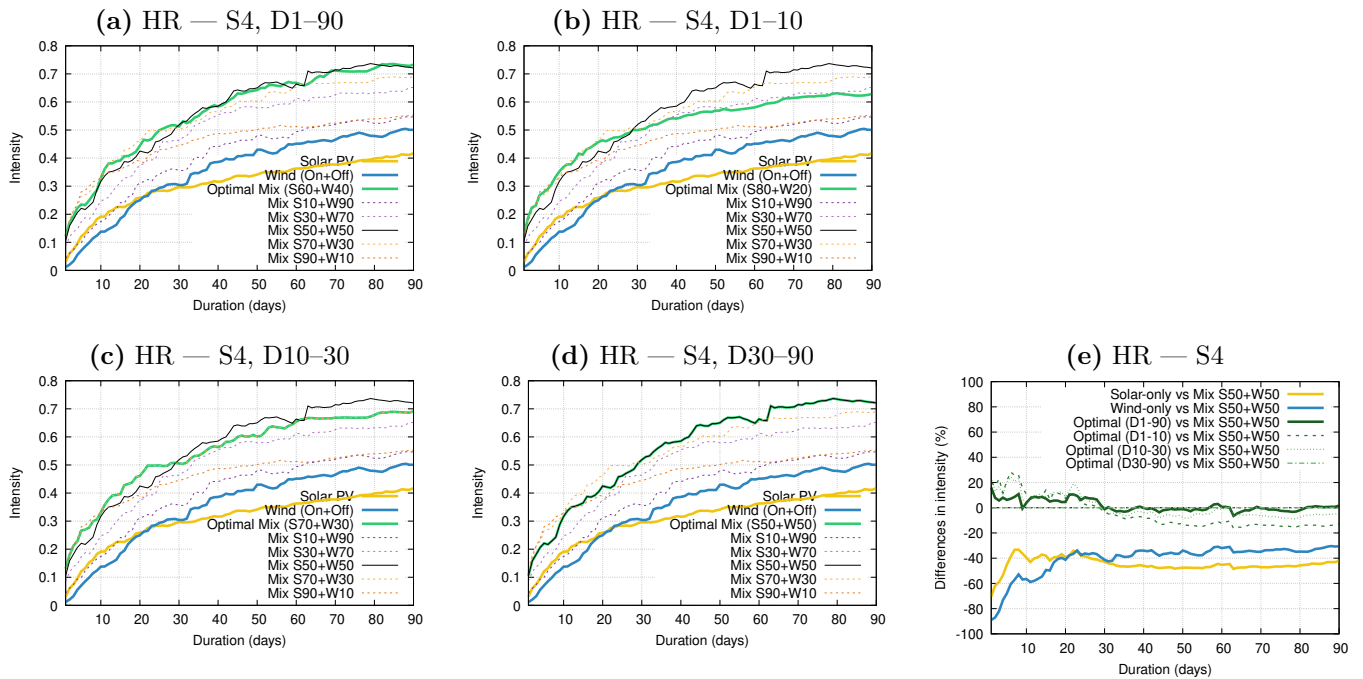 (a) HR — S4, D1–90
0.8
0.7
0.6
0.5
0.4
0.3
0.2
0.1
0
Intensity
Solar PV
Wind (On+Off)
Optimal Mix (S60+W40)
Mix S10+W90
Mix S30+W70
Mix S50+W50
Mix S70+W30
Mix S90+W10
10 20 30 40 50 60 70 80 90
Duration (days)
(b) HR — S4, D1–10
0.8
0.7
0.6
0.5
0.4
0.3
0.2
0.1
0
Intensity
Solar PV
Wind (On+Off)
Optimal Mix (S80+W20)
Mix S10+W90
Mix S30+W70
Mix S50+W50
Mix S70+W30
Mix S90+W10
10 20 30 40 50 60 70 80 90
Duration (days)
(c) HR — S4, D10–30
0.8
0.7
0.6
0.5
0.4
0.3
0.2
0.1
0
Intensity
Solar PV
Wind (On+Off)
Optimal Mix (S70+W30)
Mix S10+W90
Mix S30+W70
Mix S50+W50
Mix S70+W30
Mix S90+W10
10 20 30 40 50 60 70 80 90
Duration (days)
(d) HR — S4, D30–90
0.8
0.7
0.6
0.5
0.4
0.3
0.2
0.1
0
Intensity
Solar PV
Wind (On+Off)
Optimal Mix (S50+W50)
Mix S10+W90
Mix S30+W70
Mix S50+W50
Mix S70+W30
Mix S90+W10
10 20 30 40 50 60 70 80 90
Duration (days)
(e) HR — S4
100
80
60
40
20
0
-20
-40
-60
-80
-100
Differences in intensity (%)
Solar-only vs Mix S50+W50
Wind-only vs Mix S50+W50
Optimal (D1-90) vs Mix S50+W50
Optimal (D1-10) vs Mix S50+W50
Optimal (D10-30) vs Mix S50+W50
Optimal (D30-90) vs Mix S50+W50
10 20 30 40 50 60 70 80 90
Duration (days)